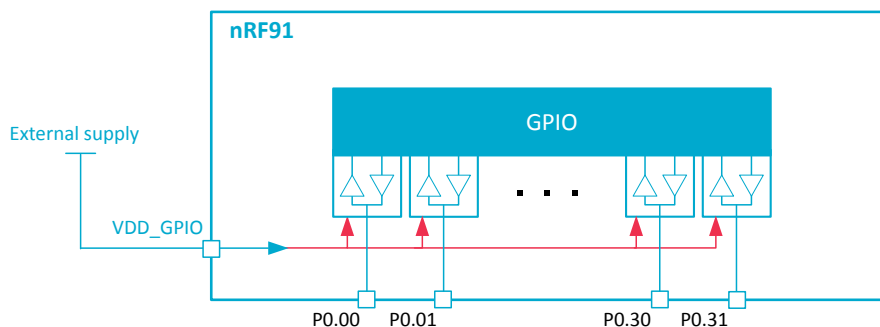 nRF91
GPIO
External supply
VDD_GPIO
P0.00
P0.01
P0.30
P0.31